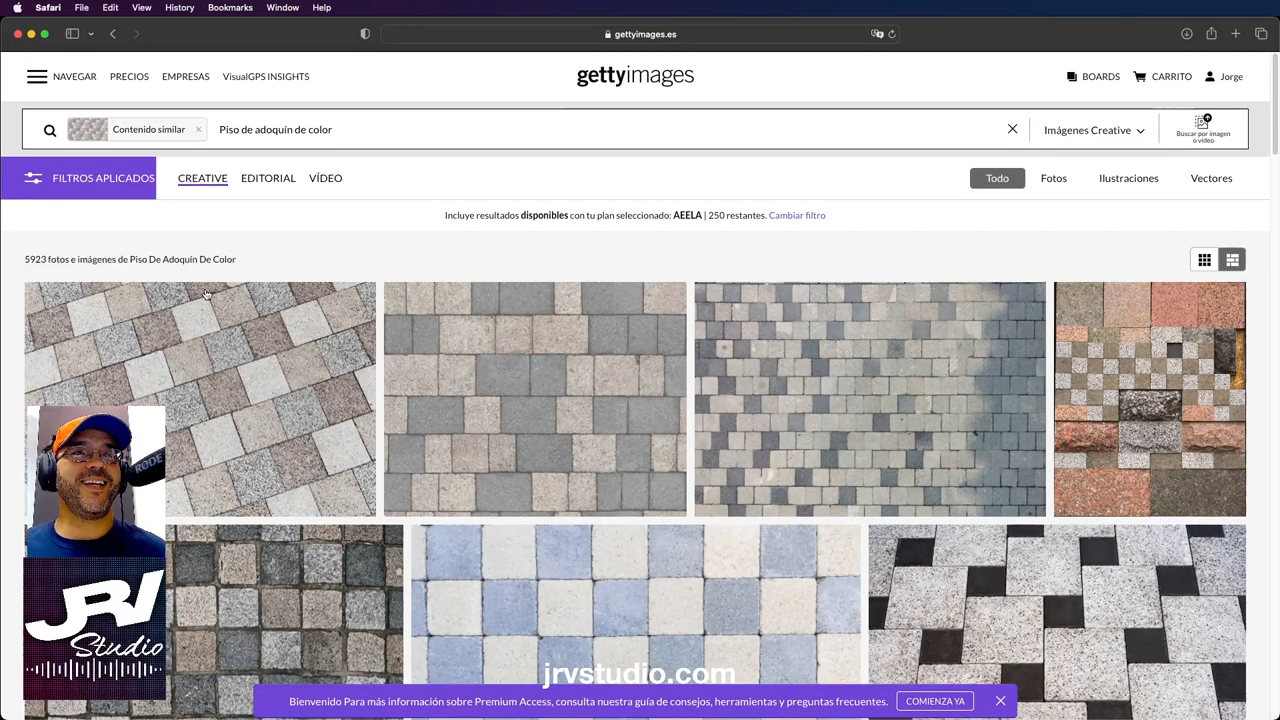 Safari File Edit View History Bookmarks Window Help
gettyimages.es
NAVEGAR PRECIOS EMPRESAS VisualGPS INSIGHTS
gettyimages
BOARDS CARRITO Jorge
Contenido similar × Piso de adoquín de color
Imágenes Creative
Buscar por imagen
o vídeo
FILTROS APLICADOS
CREATIVE EDITORIAL VÍDEO
Todo Fotos Ilustraciones Vectores
Incluye resultados disponibles con tu plan seleccionado: AEELA | 250 restantes. Cambiar filtro
5923 fotos e imágenes de Piso De Adoquín De Color
RØDE
JRV
Studio
jrvstudio.com
Bienvenido Para más información sobre Premium Access, consulta nuestra guía de consejos, herramientas y preguntas frecuentes. COMIENZA YA